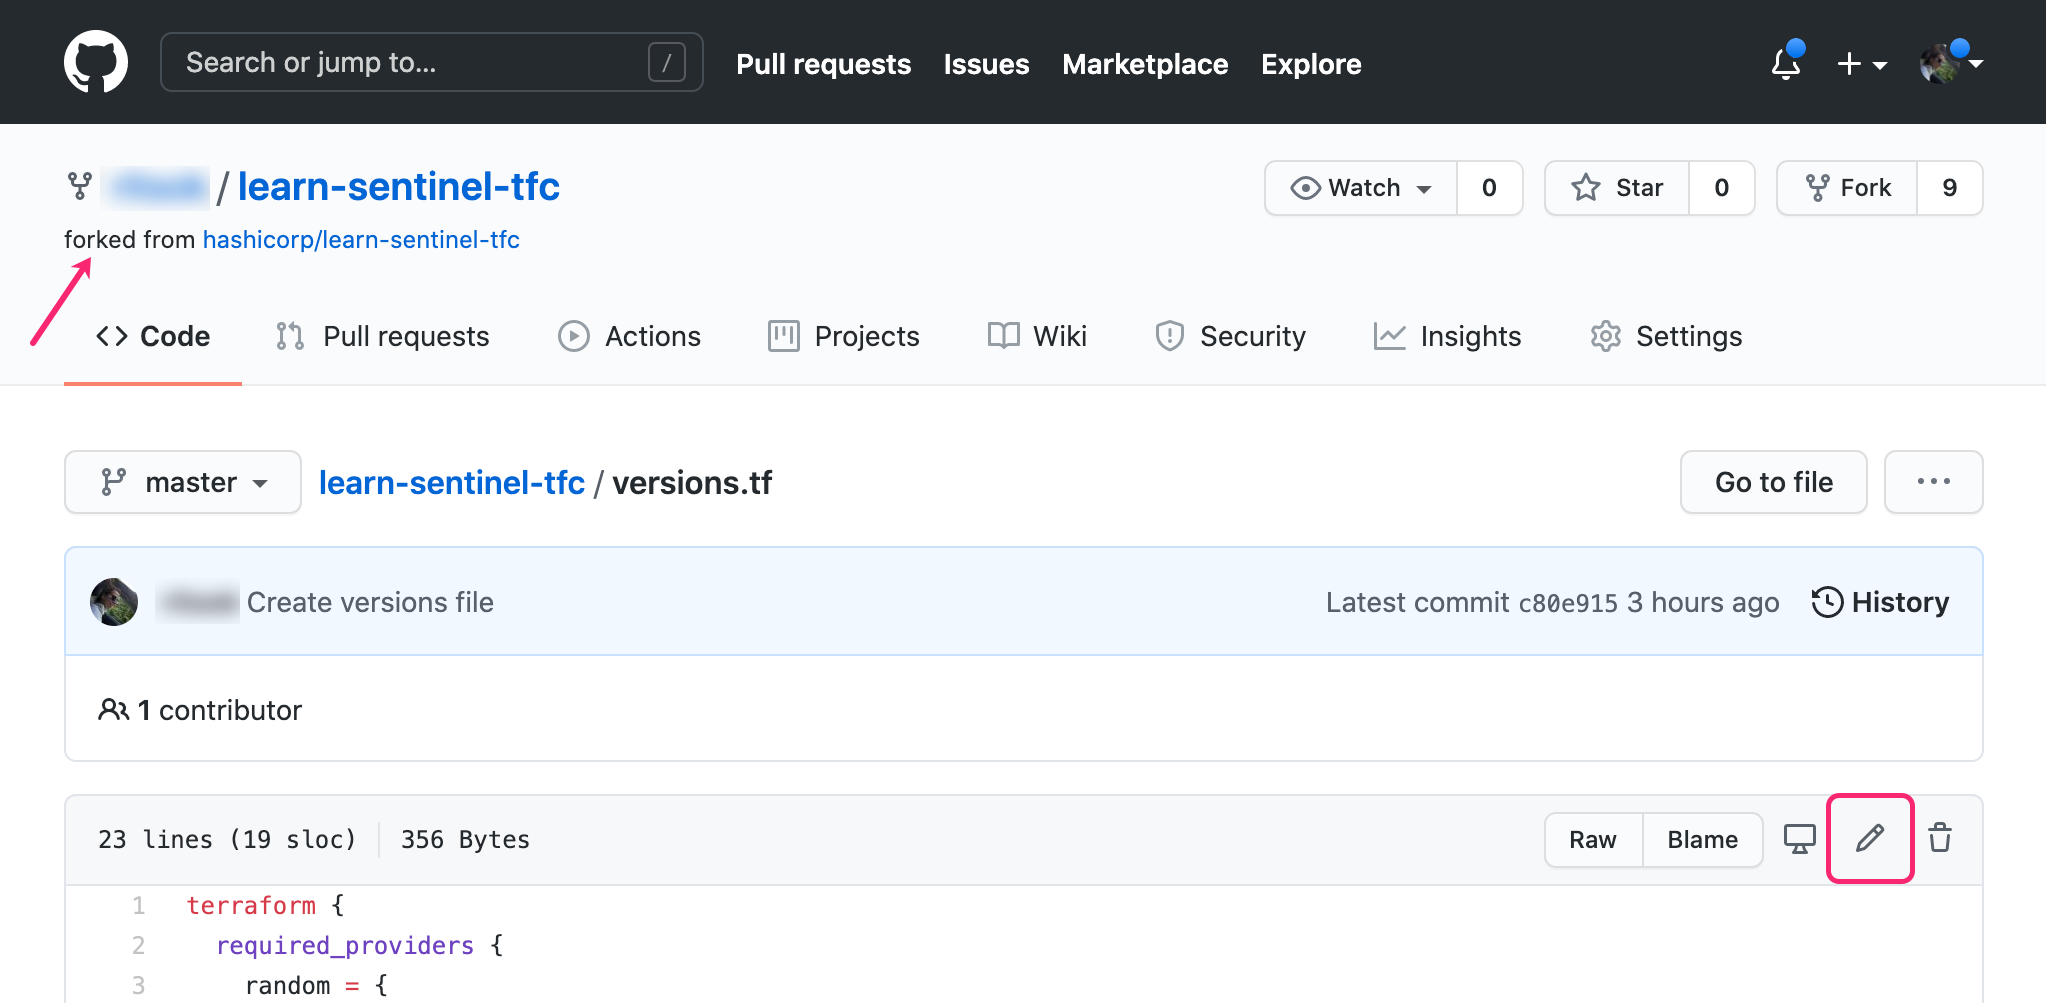 Search or jump to... /
Pull requests Issues Marketplace Explore
/ learn-sentinel-tfc
Watch 0 Star 0 Fork 9
forked from hashicorp/learn-sentinel-tfc
Code Pull requests Actions Projects Wiki Security Insights Settings
master learn-sentinel-tfc / versions.tf Go to file ...
Create versions file Latest commit c80e915 3 hours ago History
1 contributor
23 lines (19 sloc) 356 Bytes Raw Blame
1 terraform {
2 required_providers {
3 random = {